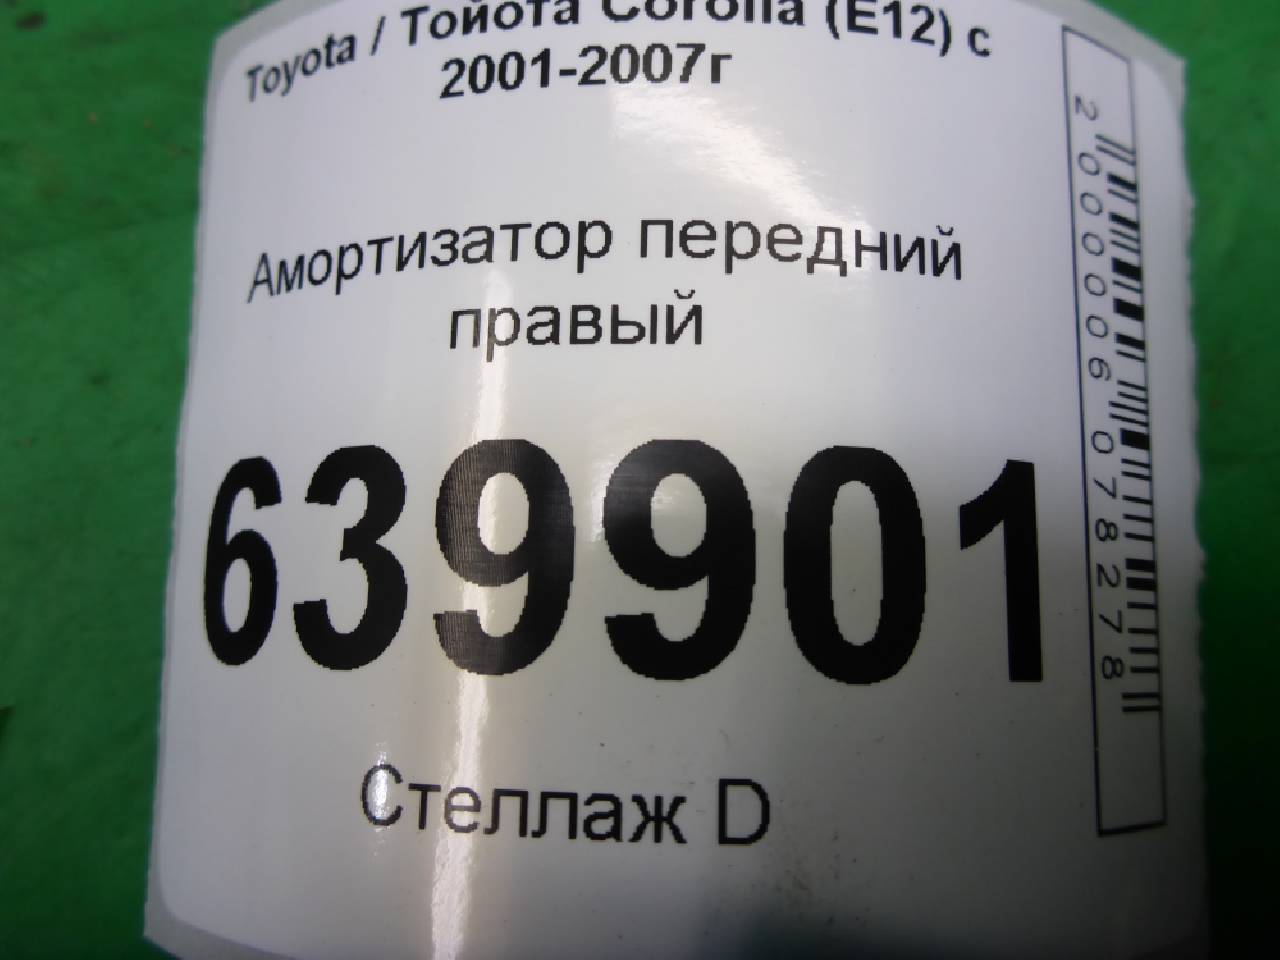 Toyota / Тойота Corolla (E12) с
2001-2007г
Амортизатор передний
правый
639901
Стеллаж D
2000006078278